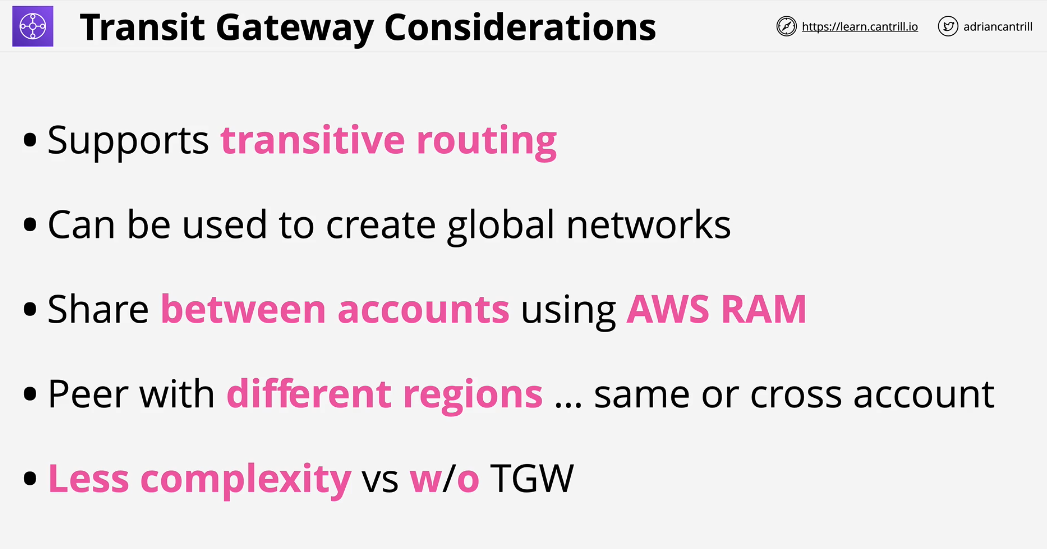 Transit Gateway Considerations
https://learn.cantrill.io
adriancantrill
• Supports transitive routing
• Can be used to create global networks
• Share between accounts using AWS RAM
• Peer with different regions ... same or cross account
• Less complexity vs w/o TGW